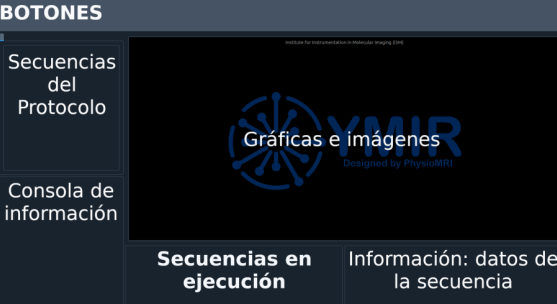 BOTONES
Secuencias
del
Protocolo
Institute for Instrumentation in Molecular Imaging (I3M)
YMIR
Gráficas e imágenes
Designed by PhysioMRI
Consola de
información
Secuencias en
ejecución
Información: datos de
la secuencia